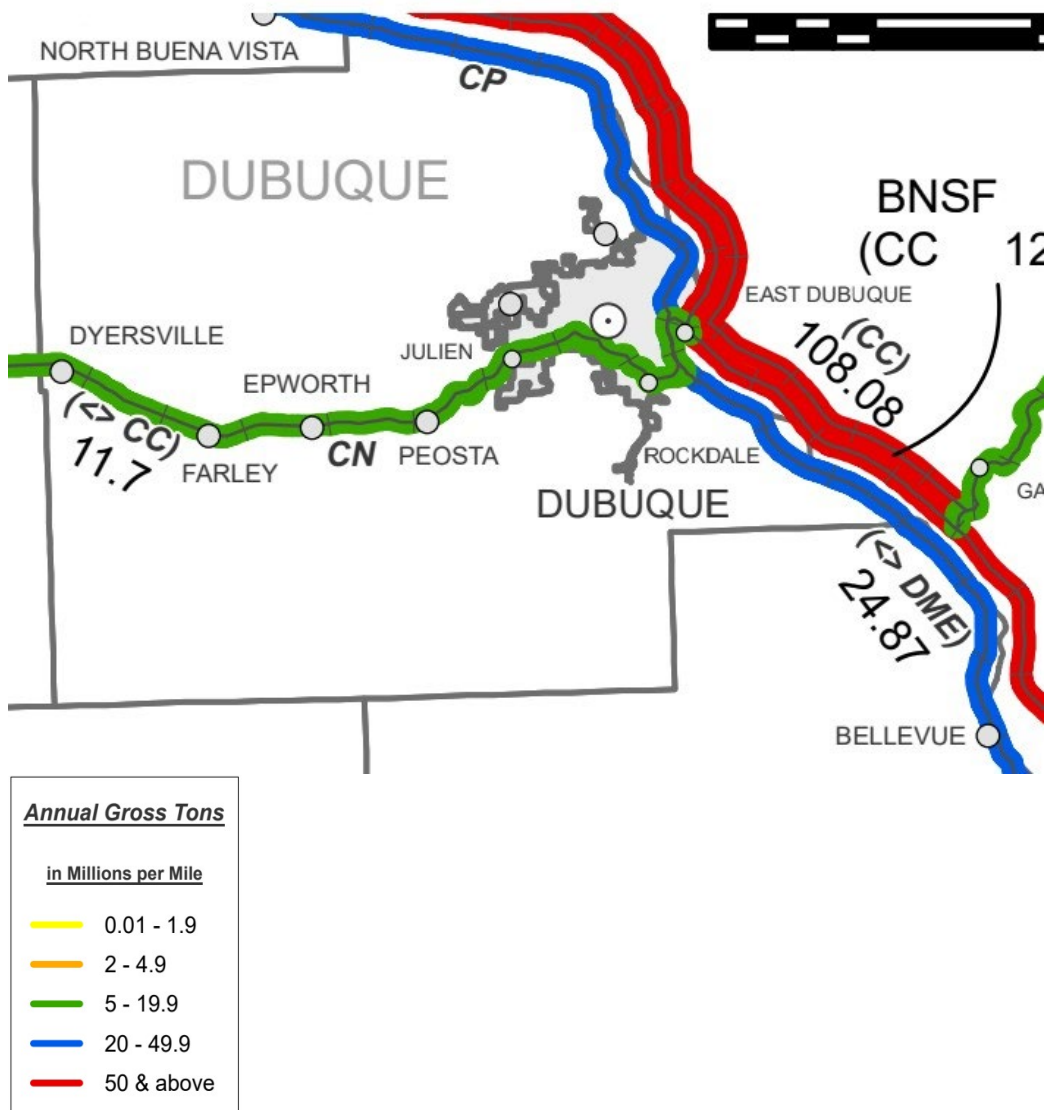 NORTH BUENA VISTA
CP
DUBUQUE
BNSF
(CC 12
EAST DUBUQUE
(CC)
108.08
DYERSVILLE
JULIEN
EPWORTH
(<> CC)
11.7
FARLEY
CN
PEOSTA
ROCKDALE
GA
DUBUQUE
(<> DME)
24.87
BELLEVUE
Annual Gross Tons
in Millions per Mile
0.01 - 1.9
2 - 4.9
5 - 19.9
20 - 49.9
50 & above